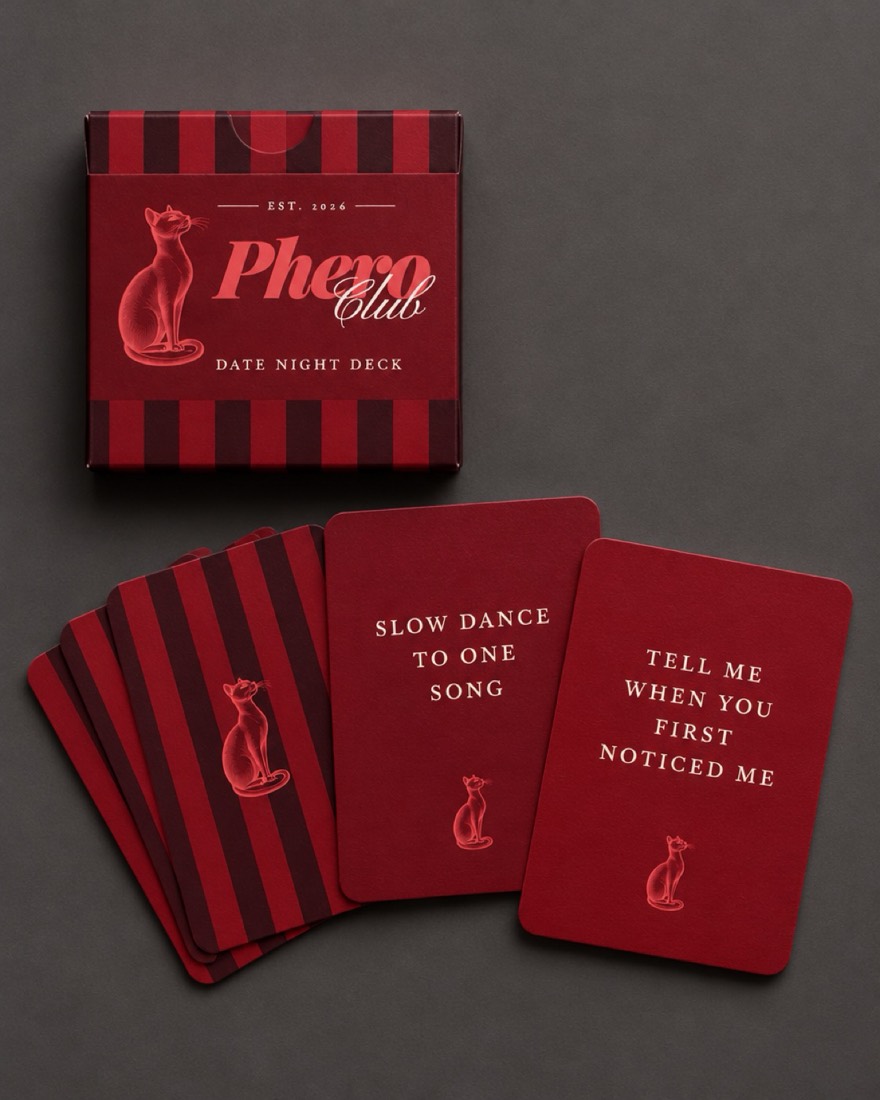 EST. 2026
Phero
Club
DATE NIGHT DECK
SLOW DANCE
TO ONE
SONG
TELL ME
WHEN YOU
FIRST
NOTICED ME